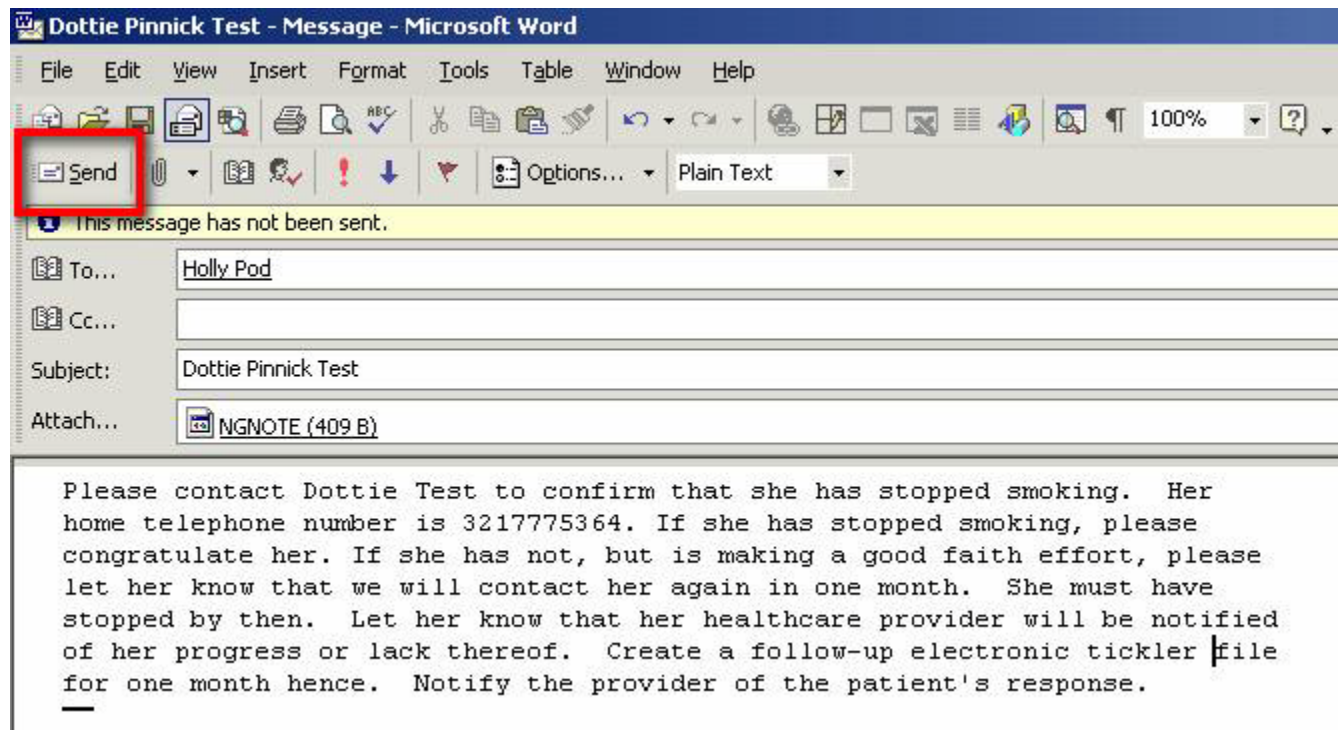 Dottie Pinnick Test - Message - Microsoft Word
File Edit View Insert Format Tools Table Window Help
ABC 100%
Send Options... Plain Text
This message has not been sent.
To... Holly Pod
Cc...
Subject: Dottie Pinnick Test
Attach... NGNOTE (409 B)
Please contact Dottie Test to confirm that she has stopped smoking. Her
home telephone number is 3217775364. If she has stopped smoking, please
congratulate her. If she has not, but is making a good faith effort, please
let her know that we will contact her again in one month. She must have
stopped by then. Let her know that her healthcare provider will be notified
of her progress or lack thereof. Create a follow-up electronic tickler file
for one month hence. Notify the provider of the patient's response.